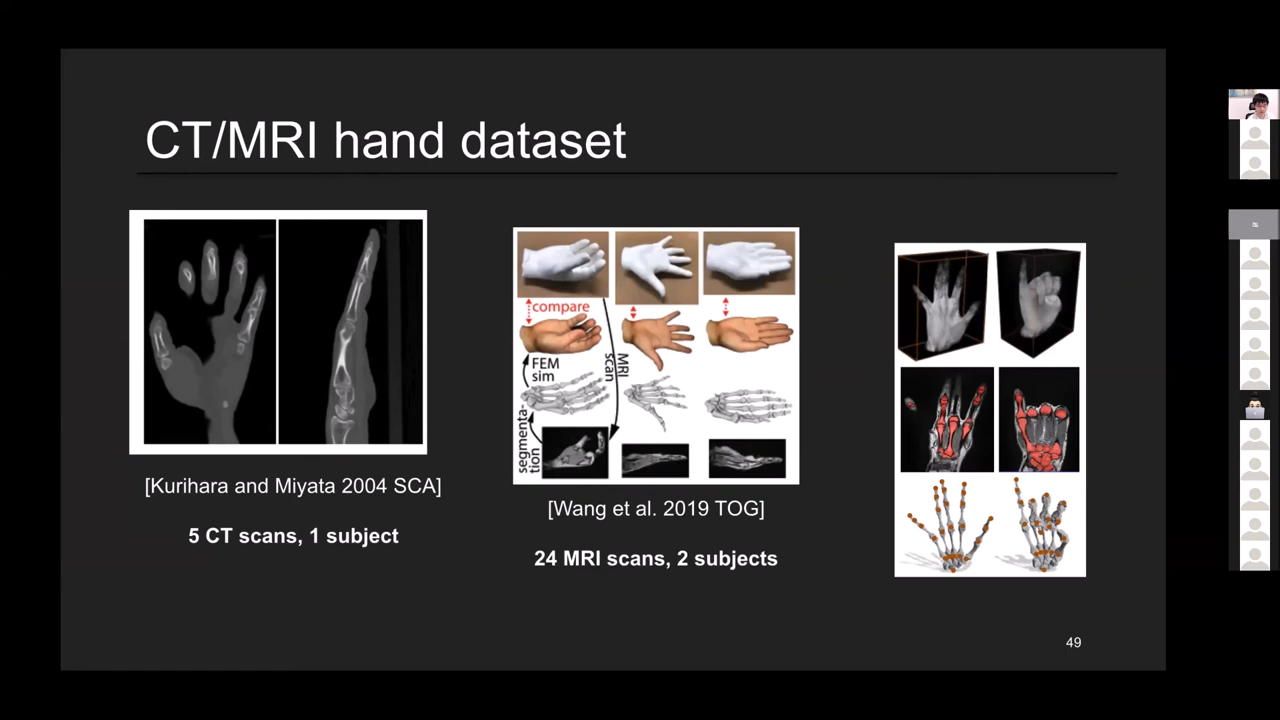 CT/MRI hand dataset
compare
FEM
sim
MRI
scan
segmenta-
tion
[Kurihara and Miyata 2004 SCA]
5 CT scans, 1 subject
[Wang et al. 2019 TOG]
24 MRI scans, 2 subjects
49